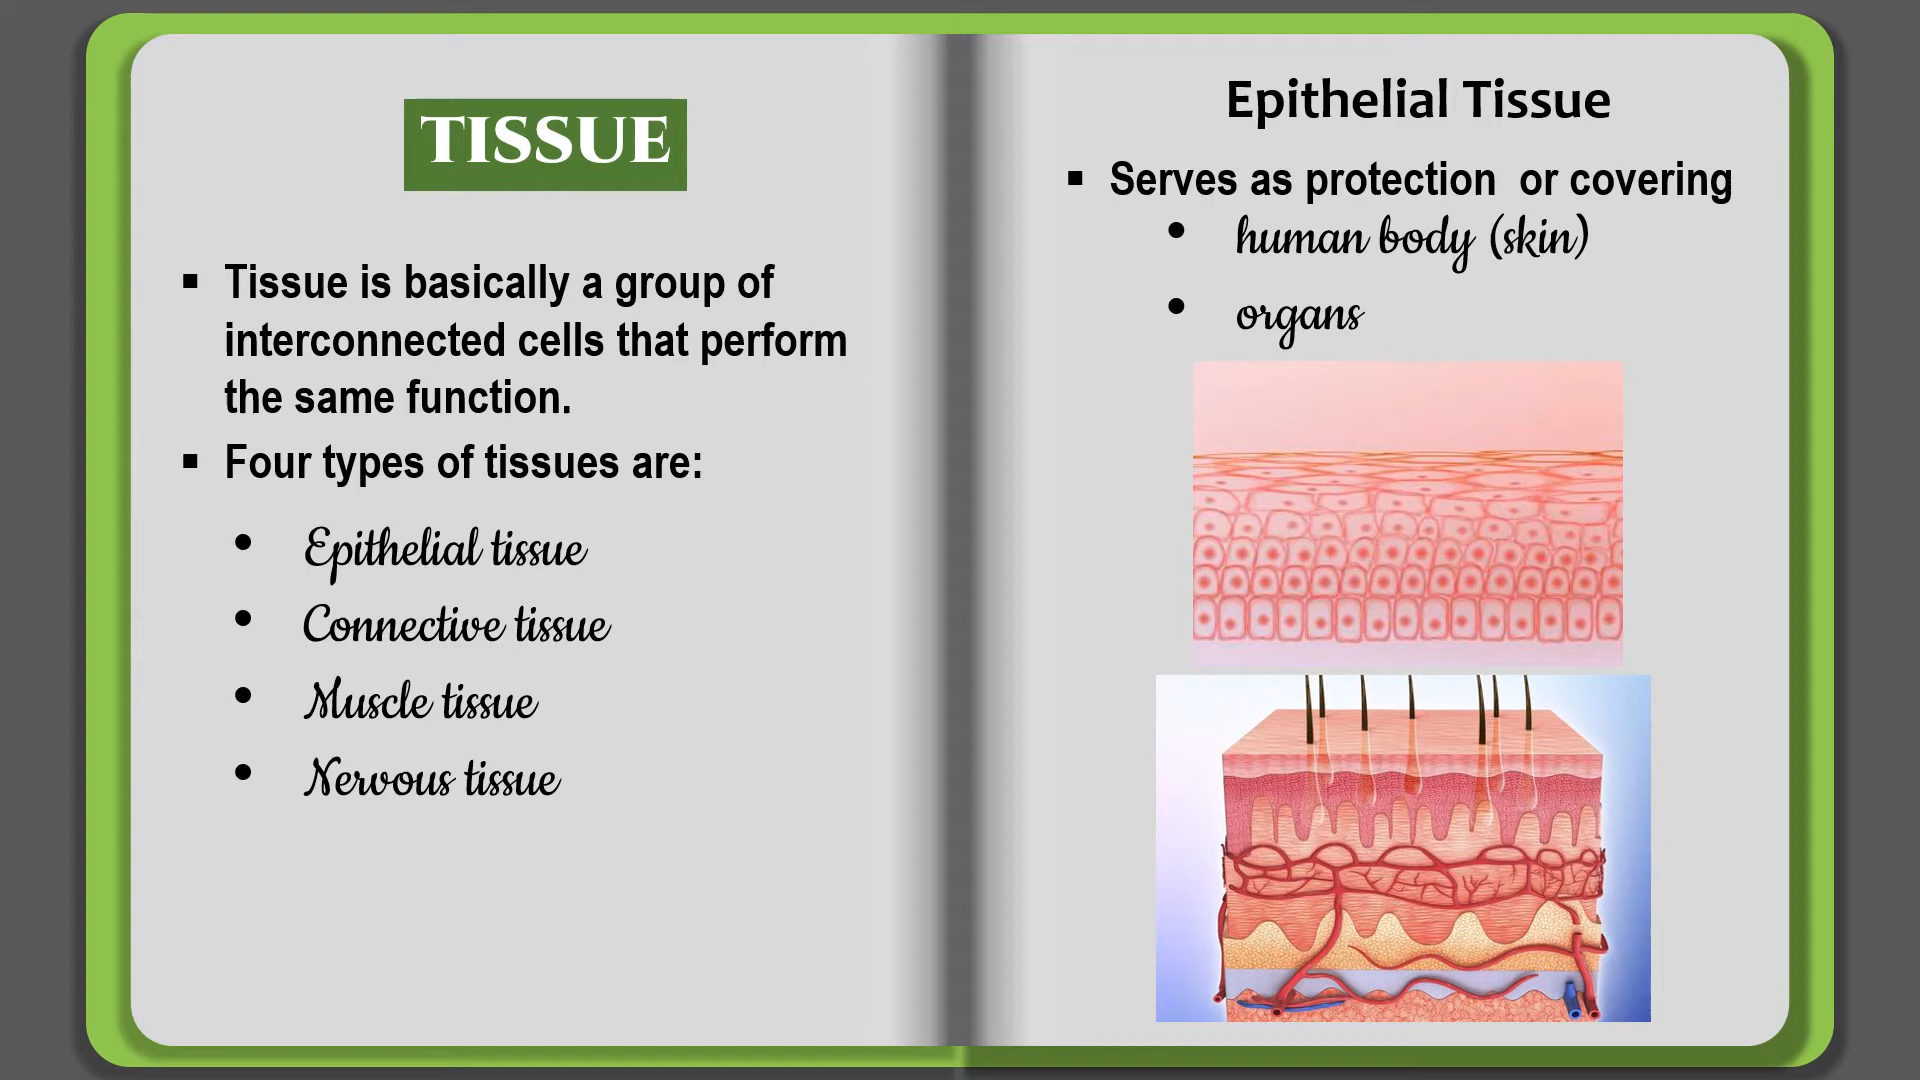 TISSUE
▪ Tissue is basically a group of
interconnected cells that perform
the same function.
▪ Four types of tissues are:
• Epithelial tissue
• Connective tissue
• Muscle tissue
• Nervous tissue
Epithelial Tissue
▪ Serves as protection or covering
• human body (skin)
• organs